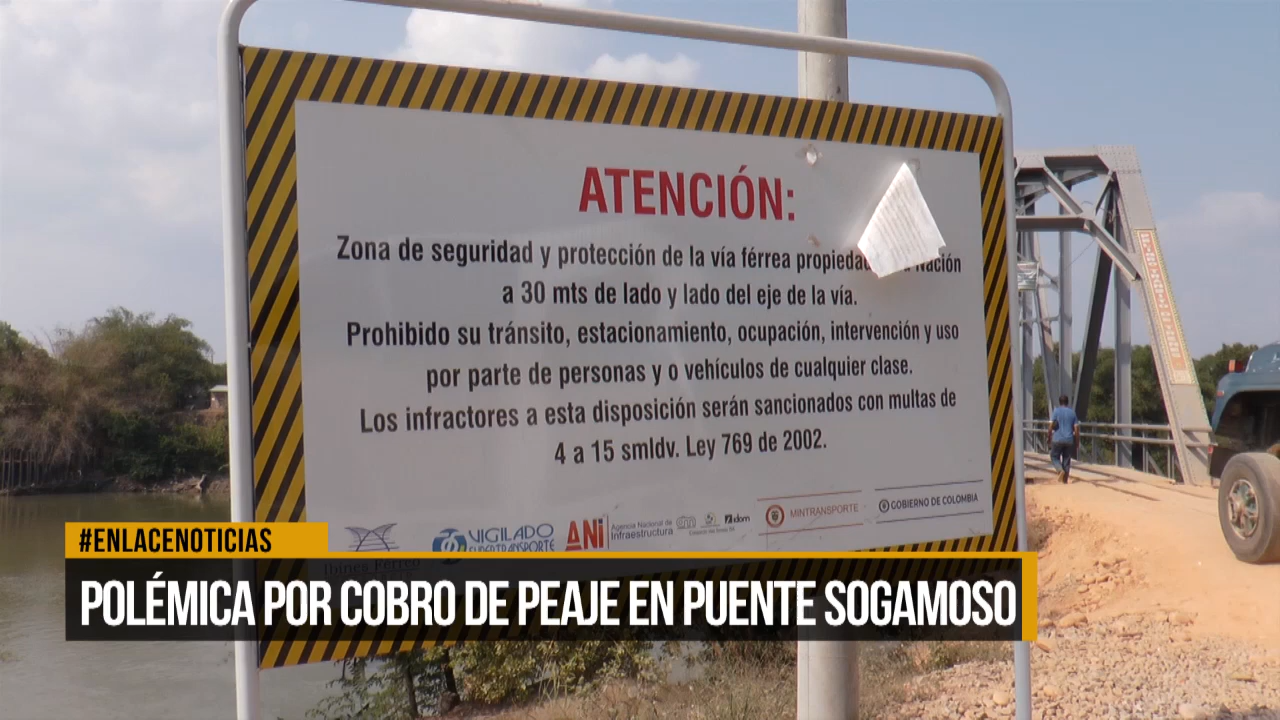 ATENCIÓN:
Zona de seguridad y protección de la vía férrea propiedad Nación
a 30 mts de lado y lado del eje de la vía.
Prohibido su tránsito, estacionamiento, ocupación, intervención y uso
por parte de personas y o vehículos de cualquier clase.
Los infractores a esta disposición serán sancionados con multas de
4 a 15 smldv. Ley 769 de 2002.
VIGILADO
SUPERTRANSPORTE
ANI
Agencia Nacional de
Infraestructura
MINTRANSPORTE
GOBIERNO DE COLOMBIA
#ENLACENOTICIAS
POLÉMICA POR COBRO DE PEAJE EN PUENTE SOGAMOSO